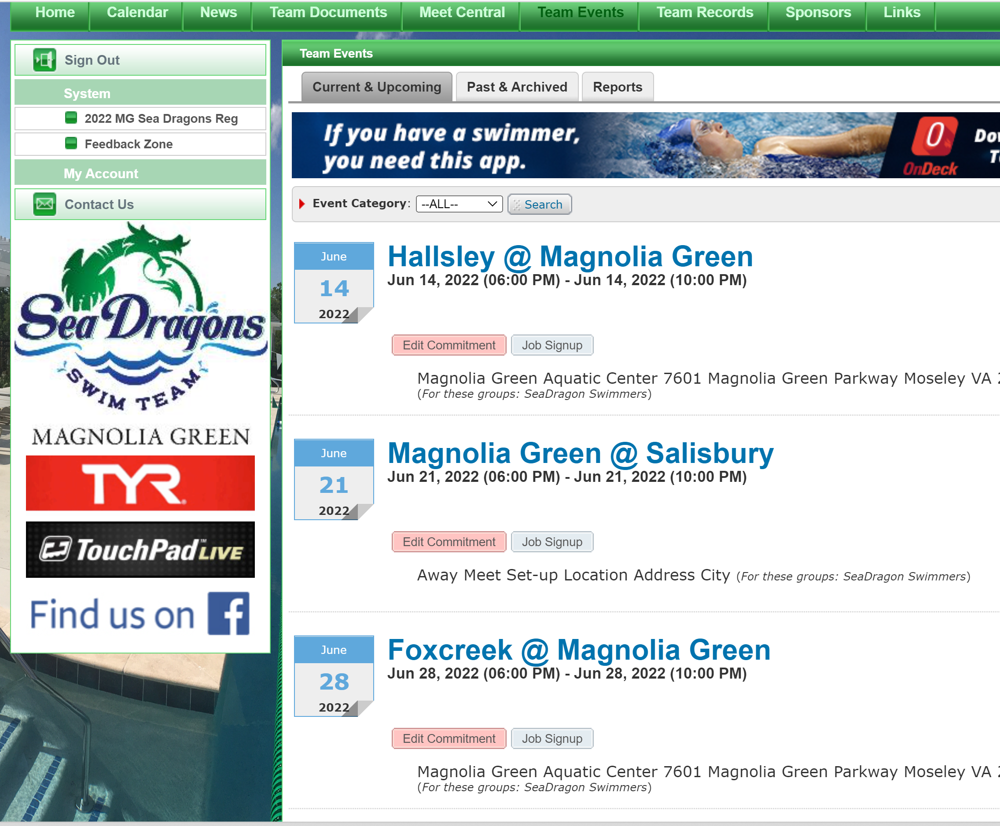 Home Calendar News Team Documents Meet Central Team Events Team Records Sponsors Links
Sign Out
System
2022 MG Sea Dragons Reg
Feedback Zone
My Account
Contact Us
Sea Dragons
SWIM TEAM
MAGNOLIA GREEN
TYR
TouchPad™ LIVE
Find us on f
Team Events
Current & Upcoming Past & Archived Reports
If you have a swimmer,
you need this app.
OnDeck
Event Category: --ALL-- Search
June
14
2022
Hallsley @ Magnolia Green
Jun 14, 2022 (06:00 PM) - Jun 14, 2022 (10:00 PM)
Edit Commitment Job Signup
Magnolia Green Aquatic Center 7601 Magnolia Green Parkway Moseley VA
(For these groups: SeaDragon Swimmers)
June
21
2022
Magnolia Green @ Salisbury
Jun 21, 2022 (06:00 PM) - Jun 21, 2022 (10:00 PM)
Edit Commitment Job Signup
Away Meet Set-up Location Address City (For these groups: SeaDragon Swimmers)
June
28
2022
Foxcreek @ Magnolia Green
Jun 28, 2022 (06:00 PM) - Jun 28, 2022 (10:00 PM)
Edit Commitment Job Signup
Magnolia Green Aquatic Center 7601 Magnolia Green Parkway Moseley VA
(For these groups: SeaDragon Swimmers)